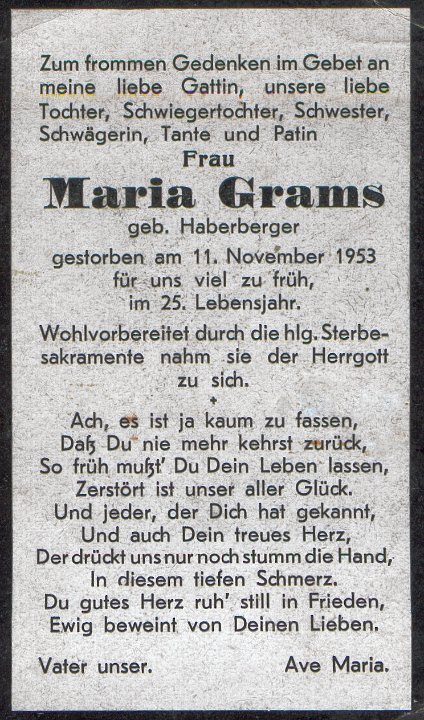 Zum frommen Gedenken im Gebet an
meine liebe Gattin, unsere liebe
Tochter, Schwiegertochter, Schwester,
Schwägerin, Tante und Patin
Frau
Maria Grams
geb. Haberberger
gestorben am 11. November 1953
für uns viel zu früh,
im 25. Lebensjahr.
Wohlvorbereitet durch die hlg. Sterbe-
sakramente nahm sie der Herrgott
zu sich.
+
Ach, es ist ja kaum zu fassen,
Daß Du nie mehr kehrst zurück,
So früh mußt' Du Dein Leben lassen,
Zerstört ist unser aller Glück.
Und jeder, der Dich hat gekannt,
Und auch Dein treues Herz,
Der drückt uns nur noch stumm die Hand,
In diesem tiefen Schmerz.
Du gutes Herz ruh' still in Frieden,
Ewig beweint von Deinen Lieben.
Vater unser. Ave Maria.